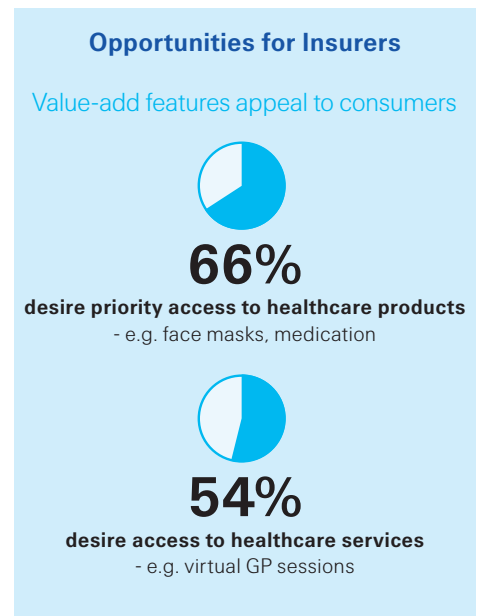 Opportunities for Insurers
Value-add features appeal to consumers
66%
desire priority access to healthcare products
- e.g. face masks, medication
54%
desire access to healthcare services
- e.g. virtual GP sessions